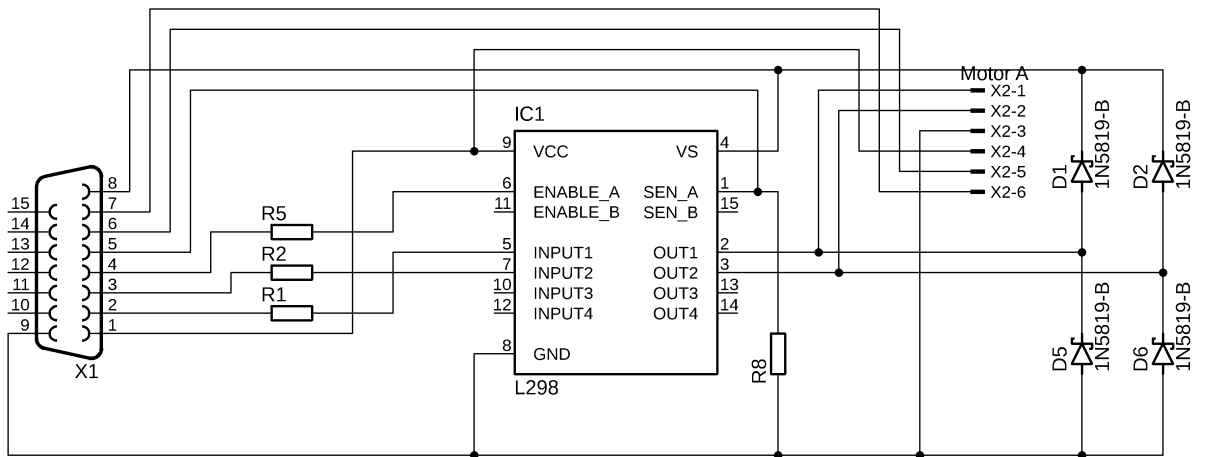 Motor A
X2-1
X2-2
X2-3
X2-4
X2-5
X2-6
IC1
9 VCC VS 4
6 ENABLE_A SEN_A 1
11 ENABLE_B SEN_B 15
5 INPUT1 OUT1 2
7 INPUT2 OUT2 3
10 INPUT3 OUT3 13
12 INPUT4 OUT4 14
8 GND
L298
8
15 7
14 6
13 5
12 4
11 3
10 2
9 1
X1
R5
R2
R1
R8
D1
1N5819-B
D2
1N5819-B
D5
1N5819-B
D6
1N5819-B